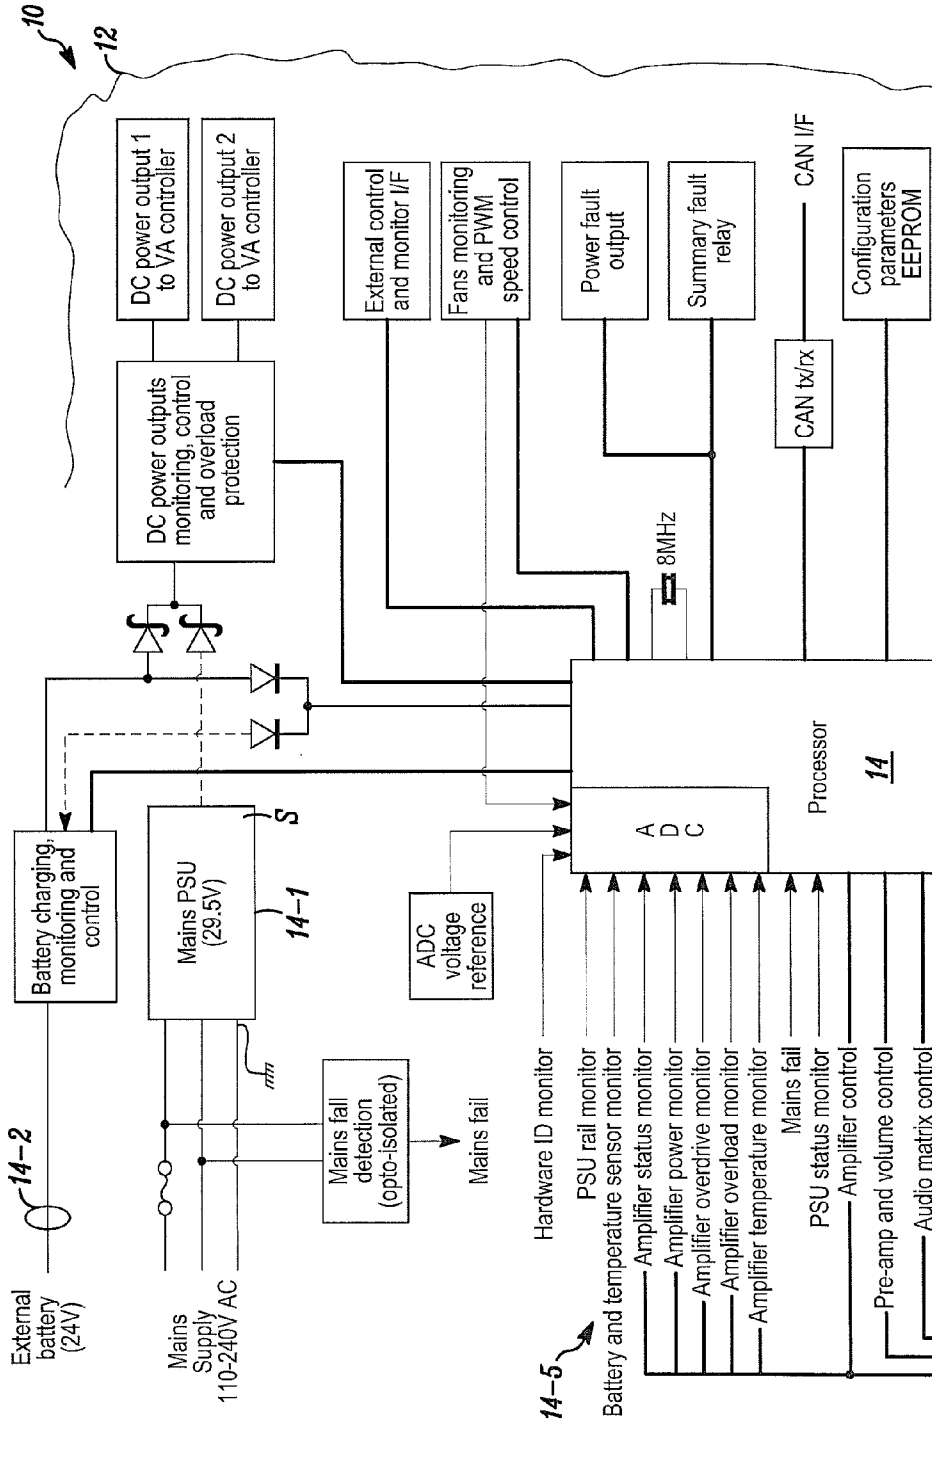 10
12
DC power output 1
to VA controller
DC power output 2
to VA controller
External control
and monitor I/F
Fans monitoring
and PWM
speed control
Power fault
output
Summary fault
relay
CAN I/F
Configuration
parameters
EEPROM
DC power outputs
monitoring, control
and overload
protection
CAN tx/rx
8MHz
Battery charging,
monitoring and
control
Mains PSU
(29.5V)
S
14-1
ADC
voltage
reference
A
D
C
Processor
14
14-2
External
battery
(24V)
Mains
Supply
110-240V AC
Mains fall
detection
(opto-isolated)
Mains fail
14-5
Hardware ID monitor
PSU rail monitor
Battery and temperature sensor monitor
Amplifier status monitor
Amplifier power monitor
Amplifier overdrive monitor
Amplifier overload monitor
Amplifier temperature monitor
Mains fail
PSU status monitor
Amplifier control
Pre-amp and volume control
Audio matrix control